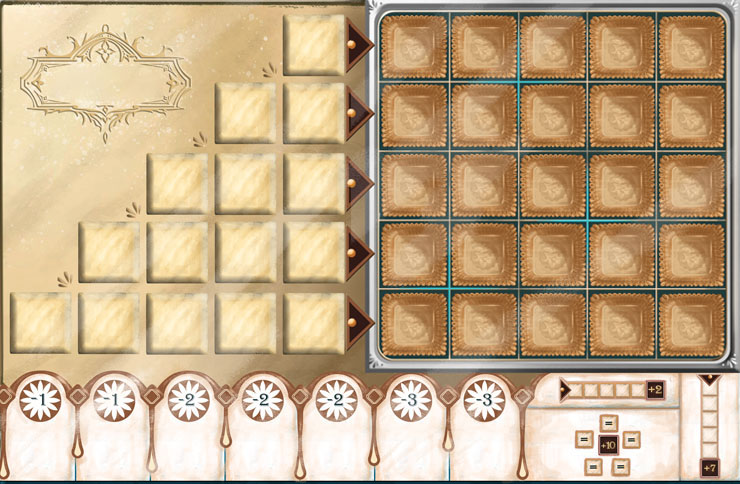 -1 -1 -2 -2 -2 -3 -3
+2
= = =
+10
= =
+7